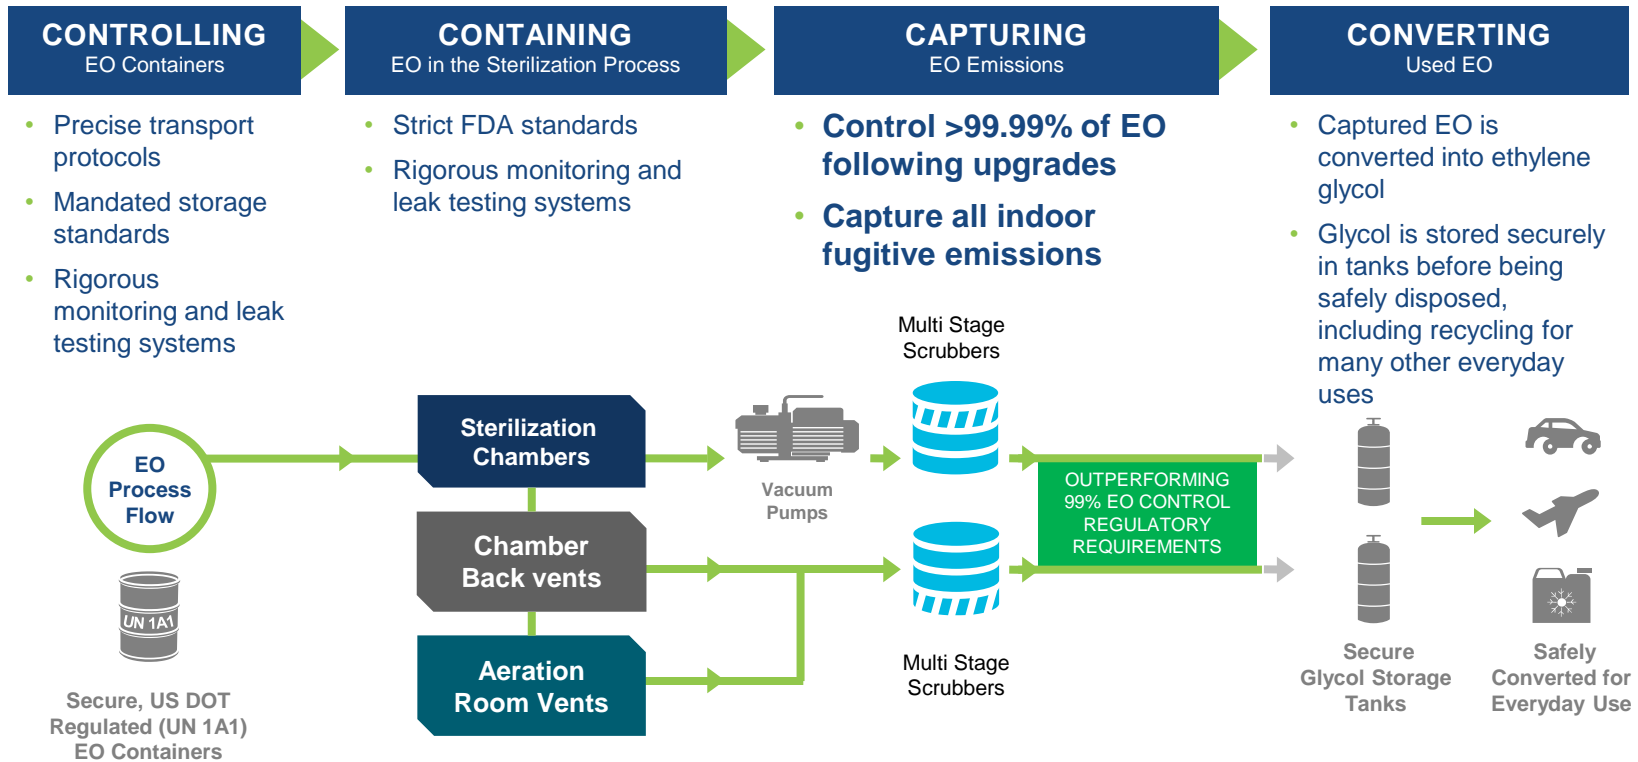 CONTROLLING
EO Containers
CONTAINING
EO in the Sterilization Process
CAPTURING
EO Emissions
CONVERTING
Used EO
• Precise transport
protocols
• Mandated storage
standards
• Rigorous
monitoring and leak
testing systems
• Strict FDA standards
• Rigorous monitoring and
leak testing systems
• Control >99.99% of EO
following upgrades
• Capture all indoor
fugitive emissions
• Captured EO is
converted into ethylene
glycol
• Glycol is stored securely
in tanks before being
safely disposed,
including recycling for
many other everyday
uses
EO
Process
Flow
UN 1A1
Secure, US DOT
Regulated (UN 1A1)
EO Containers
Sterilization
Chambers
Chamber
Back vents
Aeration
Room Vents
Vacuum
Pumps
Multi Stage
Scrubbers
Multi Stage
Scrubbers
OUTPERFORMING
99% EO CONTROL
REGULATORY
REQUIREMENTS
Secure
Glycol Storage
Tanks
Safely
Converted for
Everyday Use